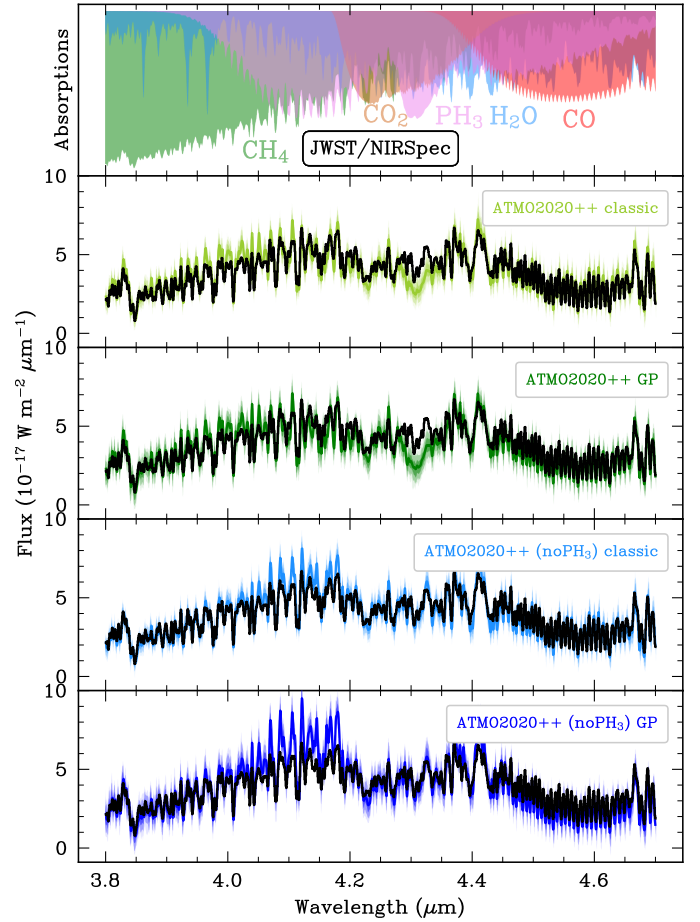 Absorptions
CH₄
CO₂
PH₃
H₂O
CO
JWST/NIRSpec
Flux (10⁻¹⁷ W m⁻² μm⁻¹)
10
ATMO2020++ classic
5
0
10
ATMO2020++ GP
5
0
10
ATMO2020++ (noPH₃) classic
5
0
10
ATMO2020++ (noPH₃) GP
5
0
3.8 4.0 4.2 4.4 4.6
Wavelength (μm)